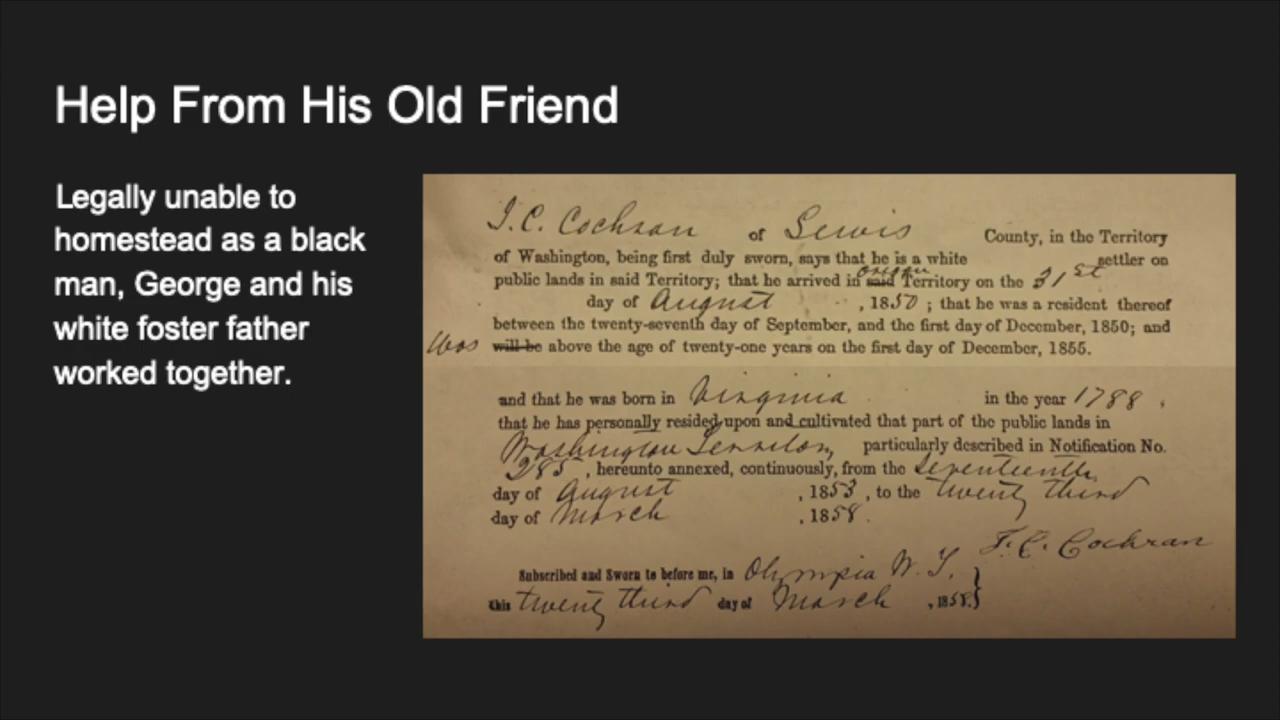 Help From His Old Friend
Legally unable to
homestead as a black
man, George and his
white foster father
worked together.
J. C. Cochran of Lewis County, in the Territory
of Washington, being first duly sworn, says that he is a white settler on
public lands in said Territory; that he arrived in said Oregon Territory on the 31st
day of August, 1850; that he was a resident thereof
between the twenty-seventh day of September, and the first day of December, 1850; and
was will be above the age of twenty-one years on the first day of December, 1855.
and that he was born in Virginia in the year 1788,
that he has personally resided upon and cultivated that part of the public lands in
Washington Territory particularly described in Notification No.
285, hereunto annexed, continuously, from the Seventeenth
day of August, 1853, to the twenty third
day of March, 1858.
J. C. Cochran
Subscribed and Sworn to before me, in Olympia W. T.
this twenty third day of March, 1858.